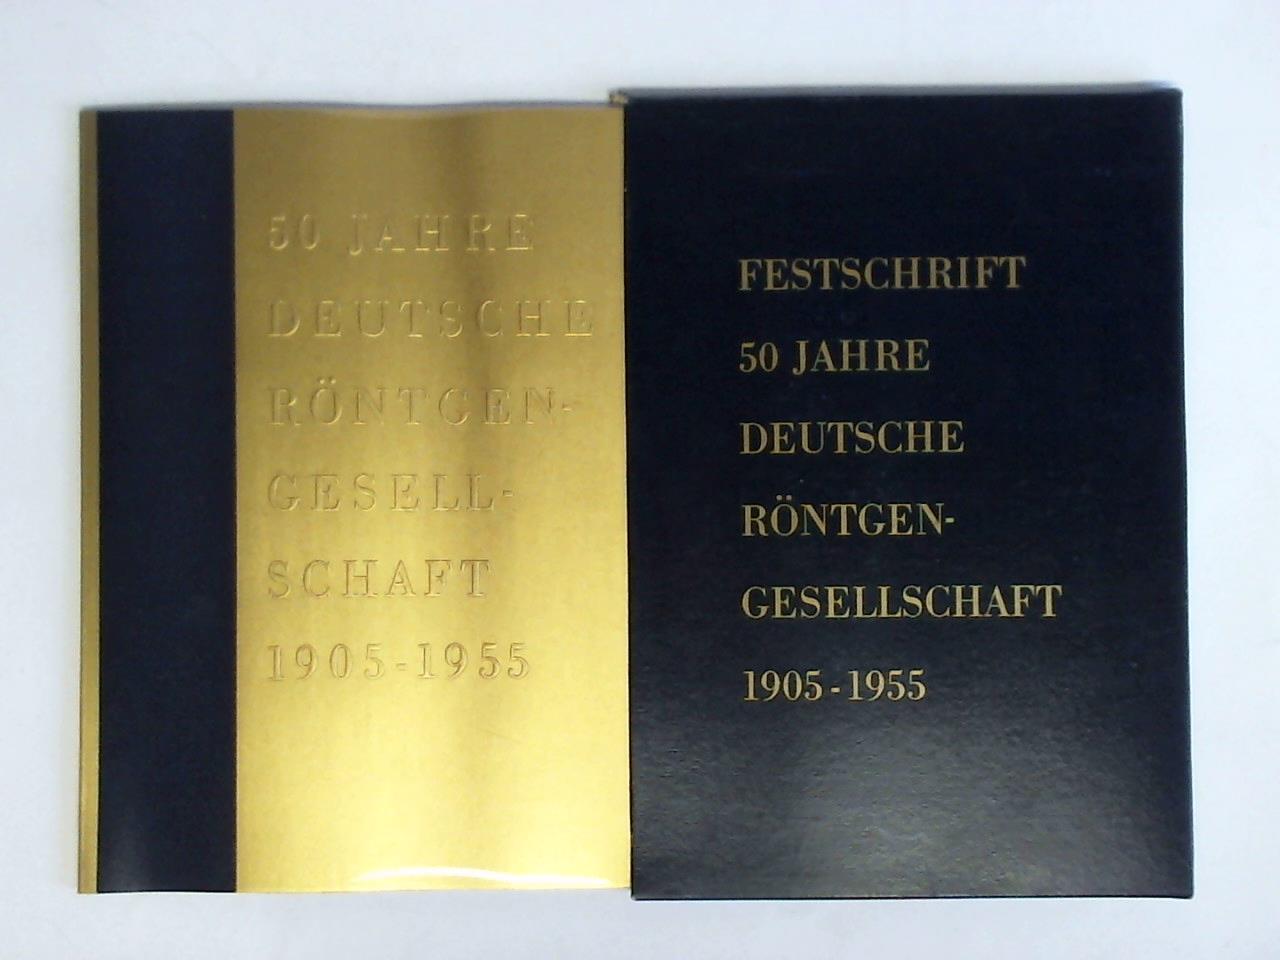 50 JAHRE
DEUTSCHE
RÖNTGEN-
GESELL-
SCHAFT
1905-1955
FESTSCHRIFT
50 JAHRE
DEUTSCHE
RÖNTGEN-
GESELLSCHAFT
1905-1955